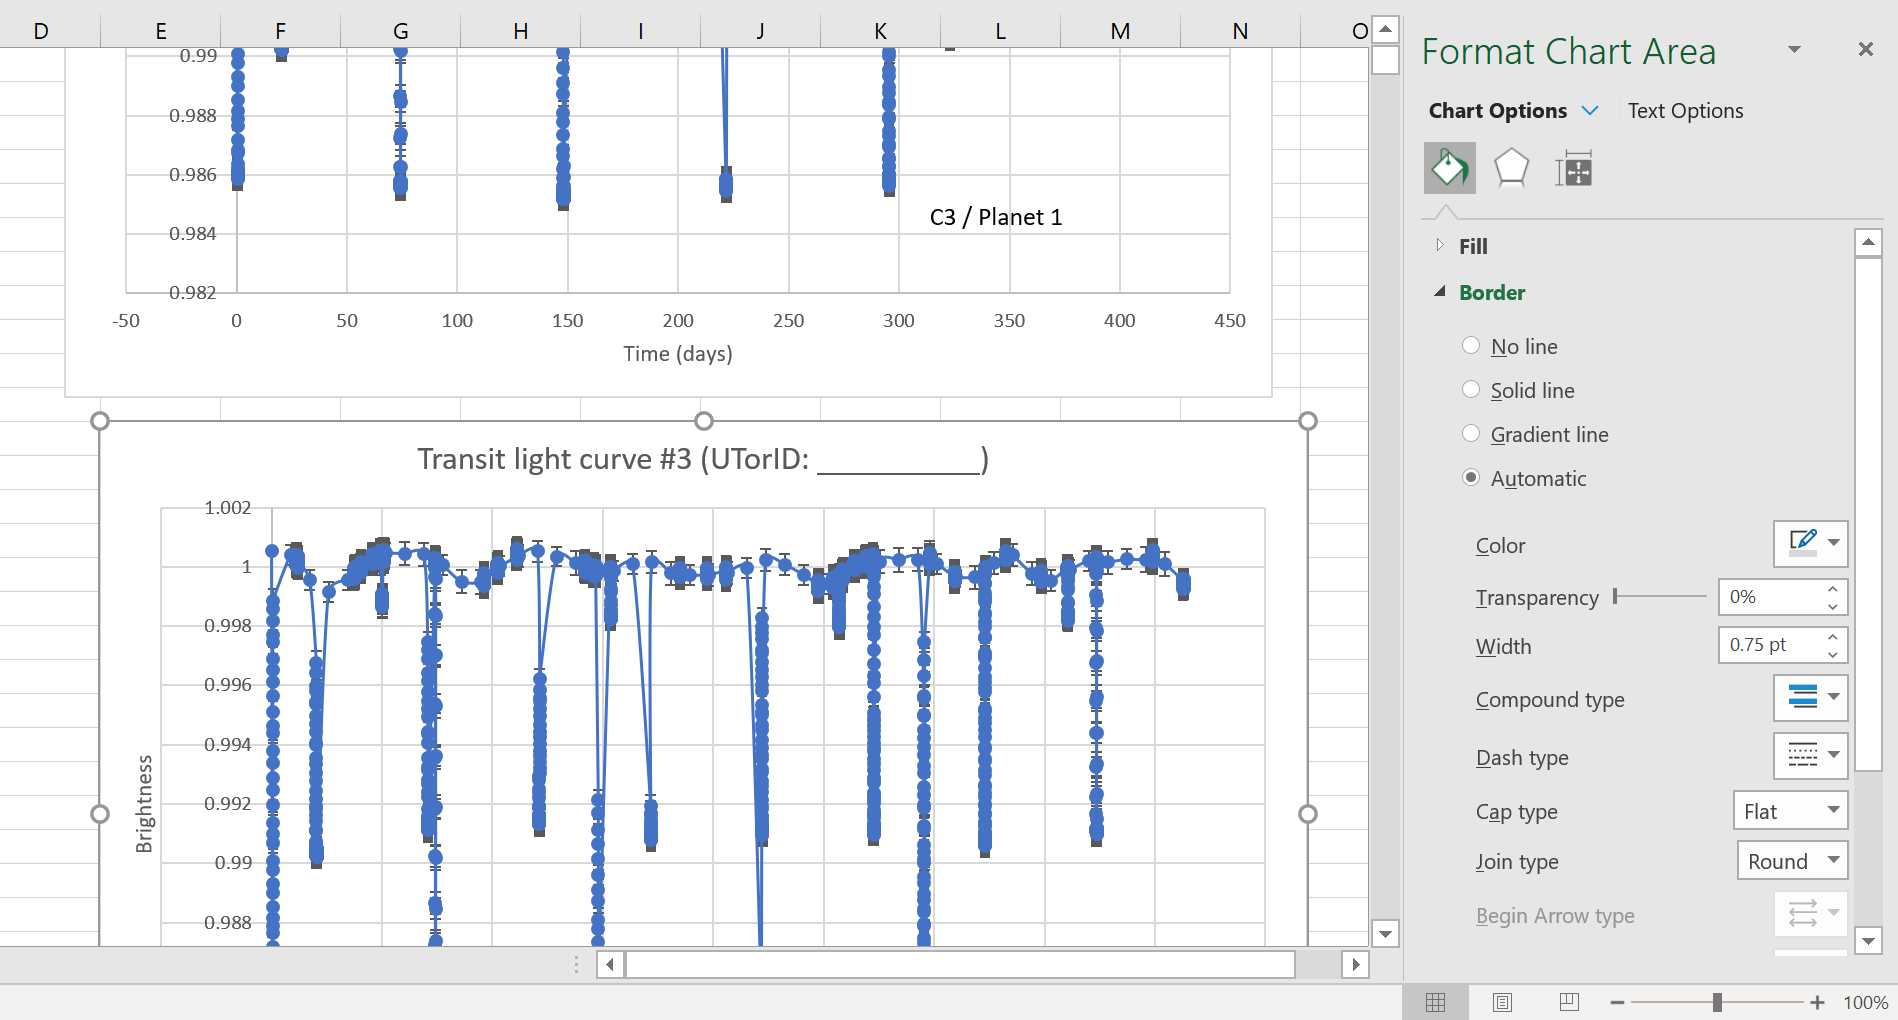 D E F G H I J K L M N O
0.99
0.988
0.986
0.984
0.982
C3 / Planet 1
-50 0 50 100 150 200 250 300 350 400 450
Time (days)
Transit light curve #3 (UTorID: ___________)
1.002
1
0.998
0.996
0.994
0.992
0.99
0.988
Brightness
Format Chart Area
Chart Options Text Options
Fill
Border
No line
Solid line
Gradient line
Automatic
Color
Transparency 0%
Width 0.75 pt
Compound type
Dash type
Cap type Flat
Join type Round
Begin Arrow type
100%